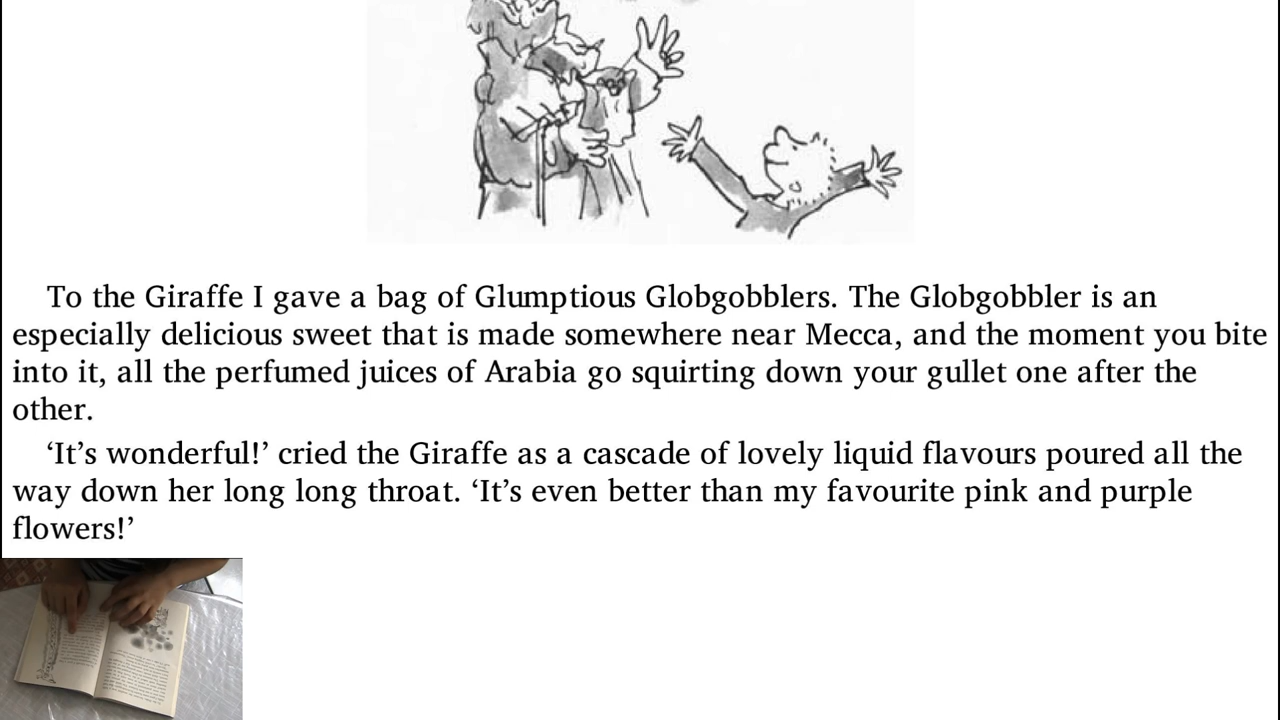 To the Giraffe I gave a bag of Glumptious Globgobblers. The Globgobbler is an
especially delicious sweet that is made somewhere near Mecca, and the moment you bite
into it, all the perfumed juices of Arabia go squirting down your gullet one after the
other.
‘It’s wonderful!’ cried the Giraffe as a cascade of lovely liquid flavours poured all the
way down her long long throat. ‘It’s even better than my favourite pink and purple
flowers!’